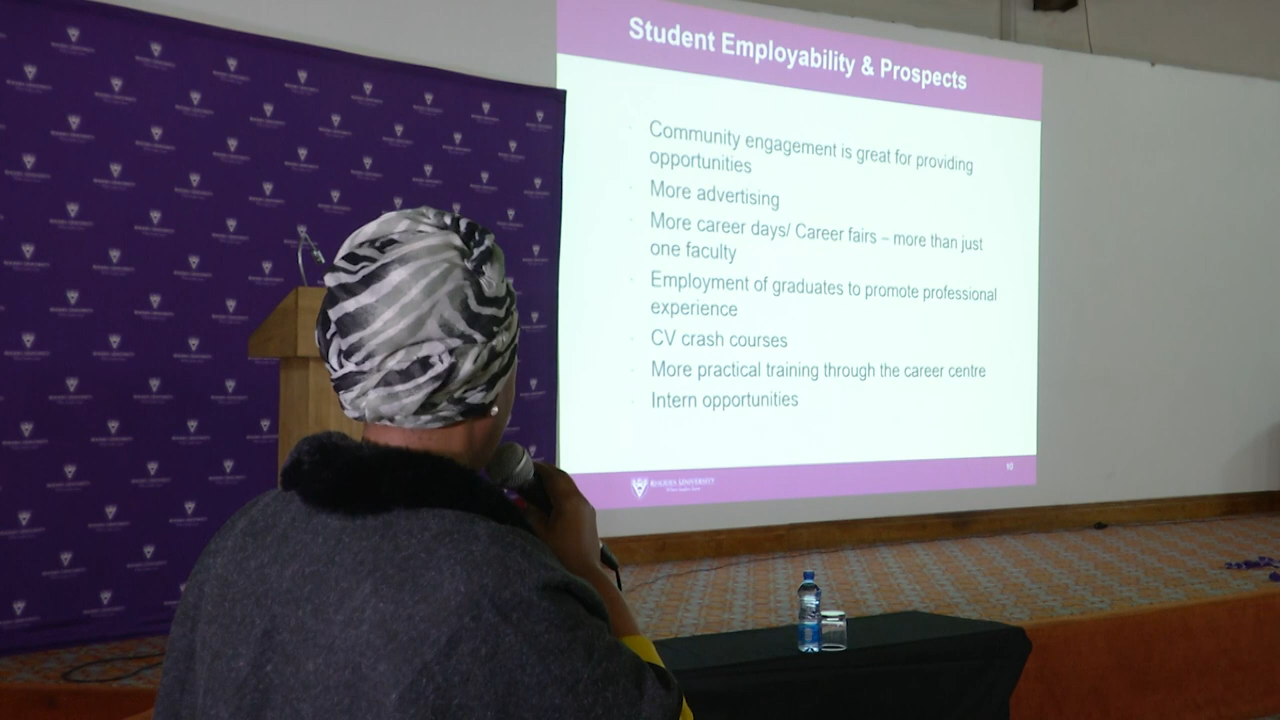 Student Employability & Prospects
Community engagement is great for providing
opportunities
More advertising
More career days/ Career fairs – more than just
one faculty
Employment of graduates to promote professional
experience
CV crash courses
More practical training through the career centre
Intern opportunities
10
RHODES UNIVERSITY